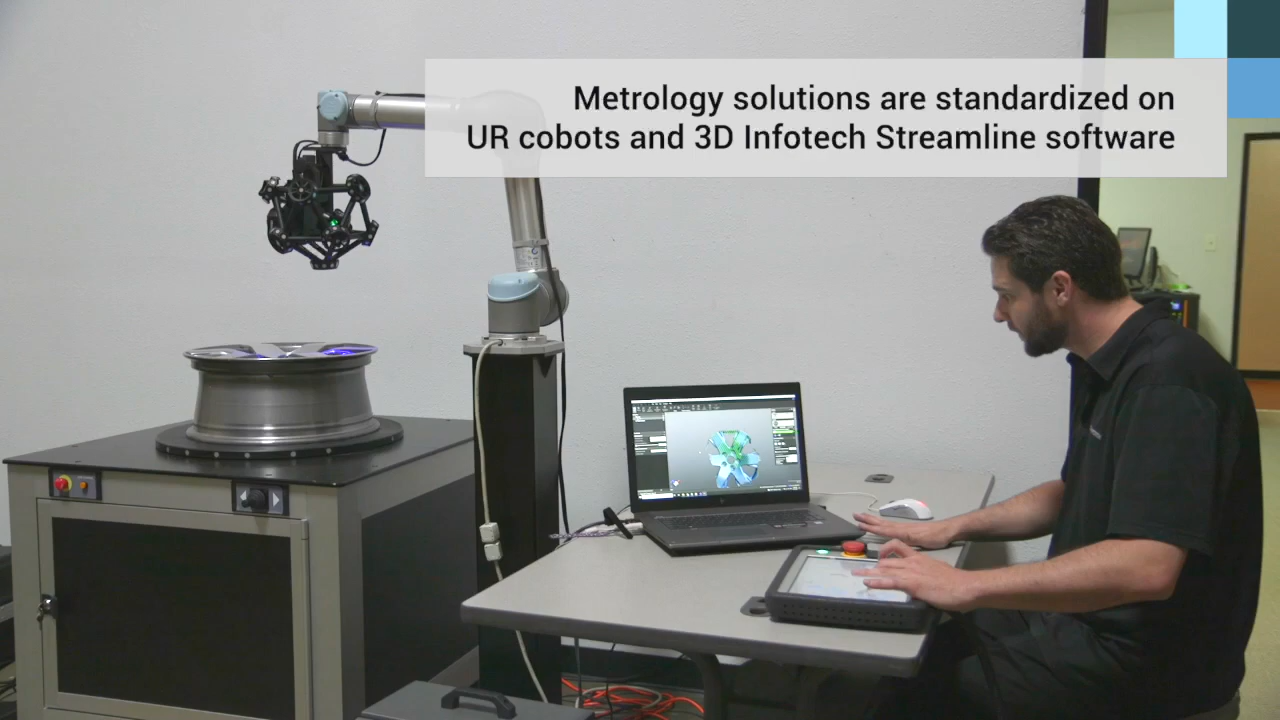 Metrology solutions are standardized on
UR cobots and 3D Infotech Streamline software